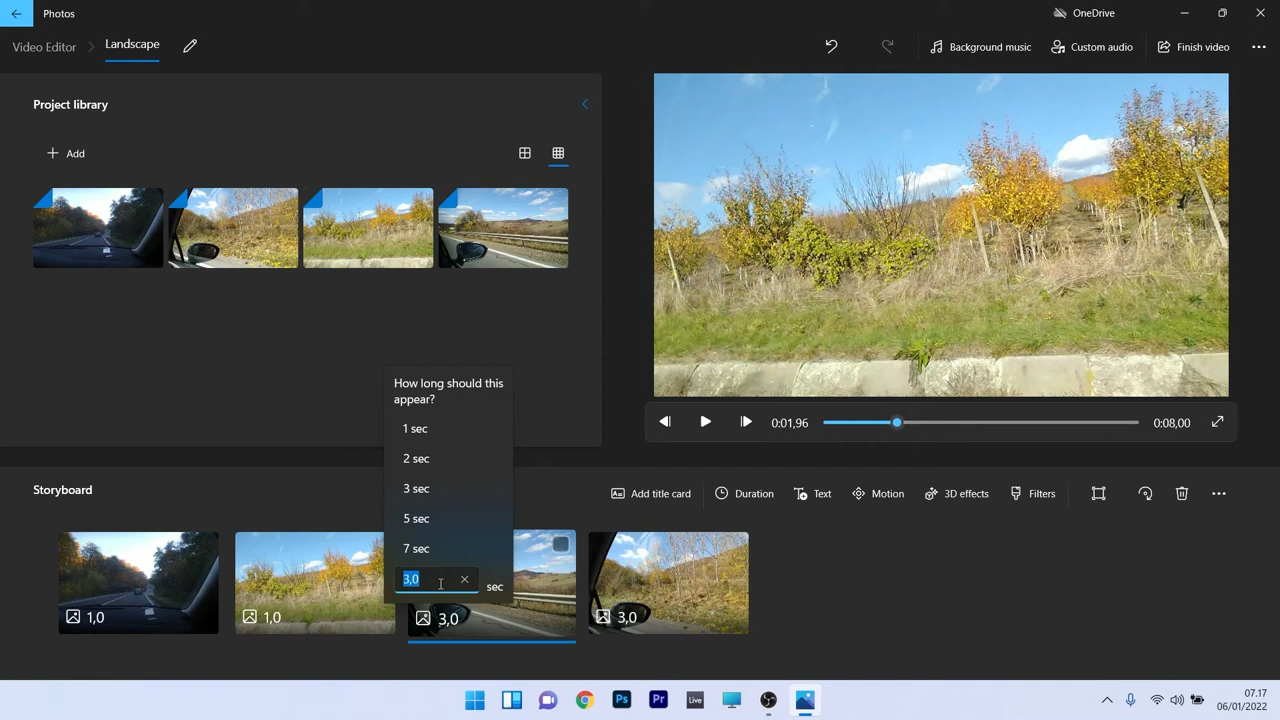 Photos
OneDrive
Video Editor
Landscape
Background music
Custom audio
Finish video
Project library
Add
How long should this
appear?
1 sec
2 sec
3 sec
5 sec
7 sec
3,0
sec
0:01,96
0:08,00
Storyboard
Add title card
Duration
Text
Motion
3D effects
Filters
1,0
1,0
3,0
3,0
Ps
Pr
Live
07.17
06/01/2022